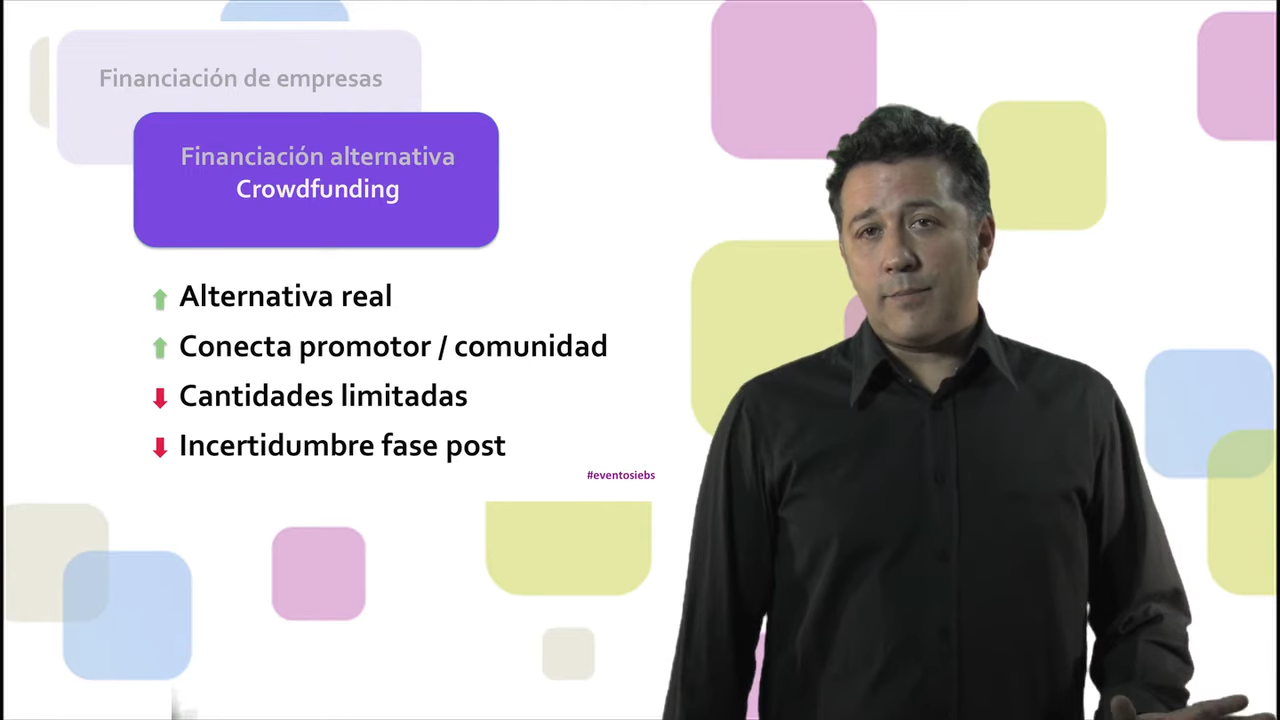 Financiación de empresas
Financiación alternativa
Crowdfunding
Alternativa real
Conecta promotor / comunidad
Cantidades limitadas
Incertidumbre fase post
#eventosiebs